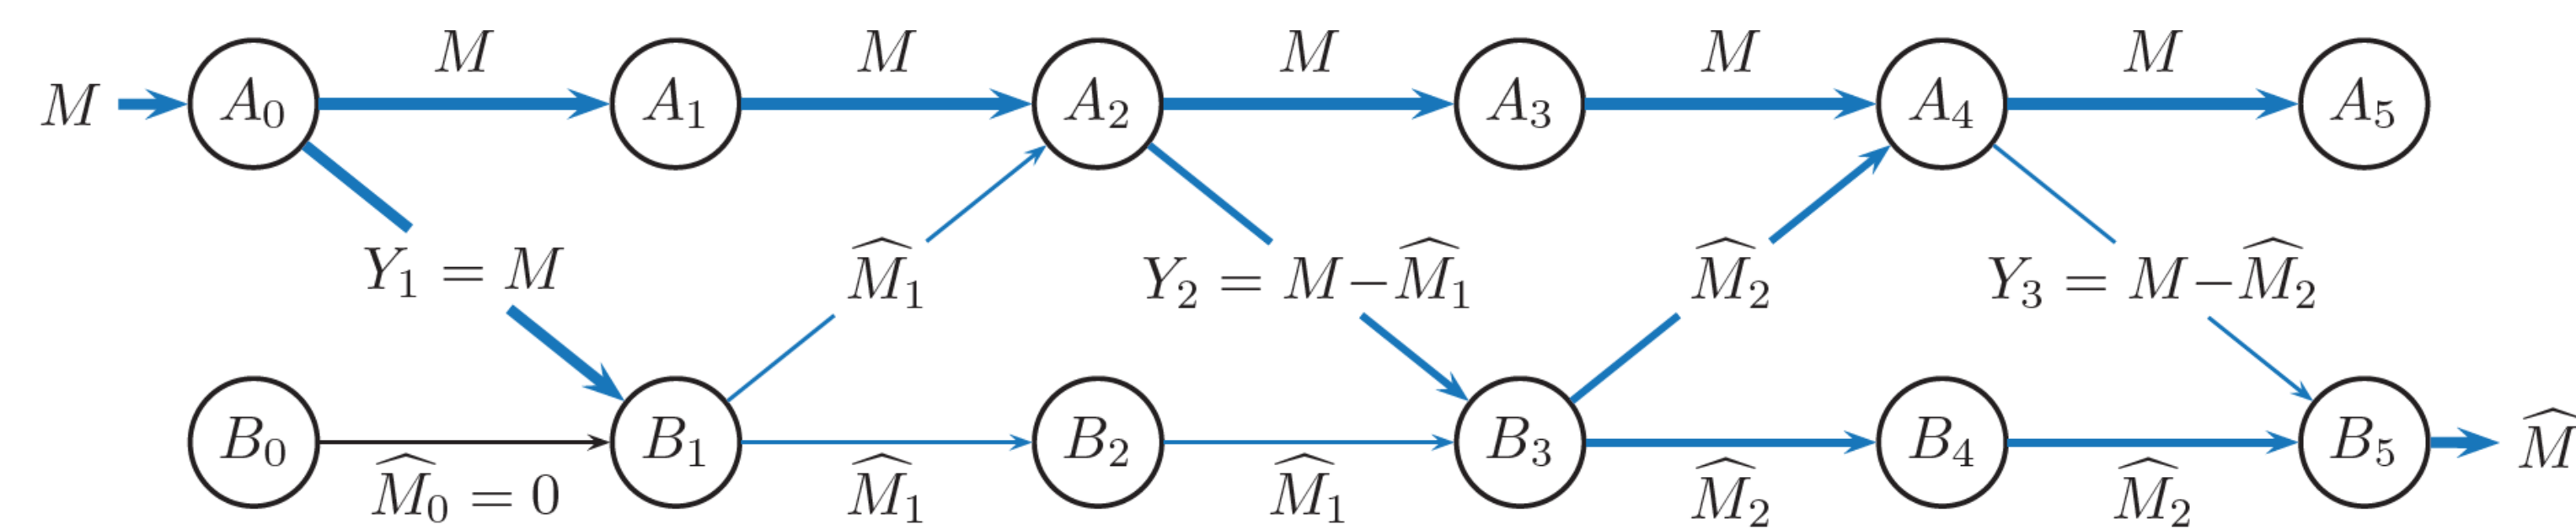 M M M M M
M A₀ A₁ A₂ A₃ A₄ A₅
Y₁ = M M̂₁ Y₂ = M−M̂₁ M̂₂ Y₃ = M−M̂₂
B₀ B₁ B₂ B₃ B₄ B₅ M̂
M̂₀ = 0 M̂₁ M̂₁ M̂₂ M̂₂